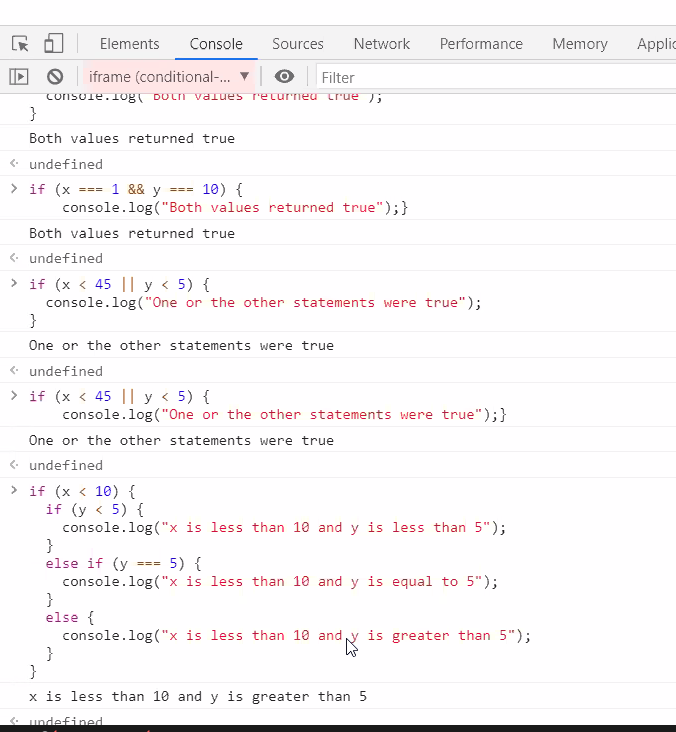 Elements Console Sources Network Performance Memory Applic
iframe (conditional-... ▼ Filter
console.log("Both values returned true");
}
Both values returned true
undefined
if (x === 1 && y === 10) {
console.log("Both values returned true");}
Both values returned true
undefined
if (x < 45 || y < 5) {
console.log("One or the other statements were true");
}
One or the other statements were true
undefined
if (x < 45 || y < 5) {
console.log("One or the other statements were true");}
One or the other statements were true
undefined
if (x < 10) {
if (y < 5) {
console.log("x is less than 10 and y is less than 5");
}
else if (y === 5) {
console.log("x is less than 10 and y is equal to 5");
}
else {
console.log("x is less than 10 and y is greater than 5");
}
}
x is less than 10 and y is greater than 5
undefined